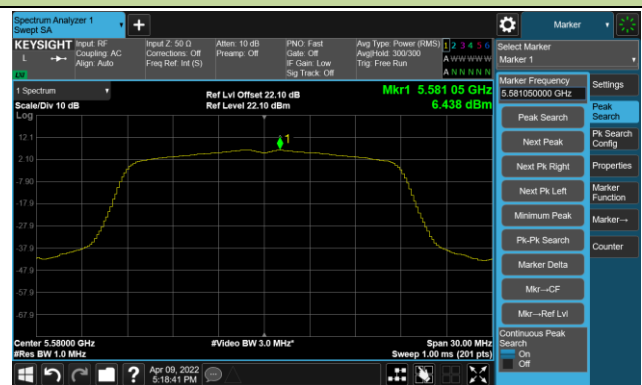 Spectrum Analyzer 1
Swept SA
Marker
KEYSIGHT
Input: RF
Coupling: AC
Align: Auto
Input Z: 50 Ω
Corrections: Off
Freq Ref: Int (S)
Atten: 10 dB
Preamp: Off
PNO: Fast
Gate: Off
IF Gain: Low
Sig Track: Off
Avg Type: Power (RMS)
Avg|Hold: 300/300
Trig: Free Run
1 2 3 4 5 6
A W W W W W
A N N N N N
L
LW
Select Marker
Marker 1
1 Spectrum
Scale/Div 10 dB
Log
Ref Lvl Offset 22.10 dB
Ref Level 22.10 dBm
Mkr1 5.581 05 GHz
6.438 dBm
Marker Frequency
5.581050000 GHz
Peak Search
Next Peak
Next Pk Right
Next Pk Left
Minimum Peak
Pk-Pk Search
Marker Delta
Mkr→CF
Mkr→Ref Lvl
Continuous Peak
Search
On
Off
Settings
Peak
Search
Pk Search
Config
Properties
Marker
Function
Marker→
Counter
1
12.1
2.10
-7.90
-17.9
-27.9
-37.9
-47.9
-57.9
-67.9
Center 5.58000 GHz
#Res BW 1.0 MHz
#Video BW 3.0 MHz*
Span 30.00 MHz
Sweep 1.00 ms (201 pts)
?
Apr 09, 2022
5:18:41 PM